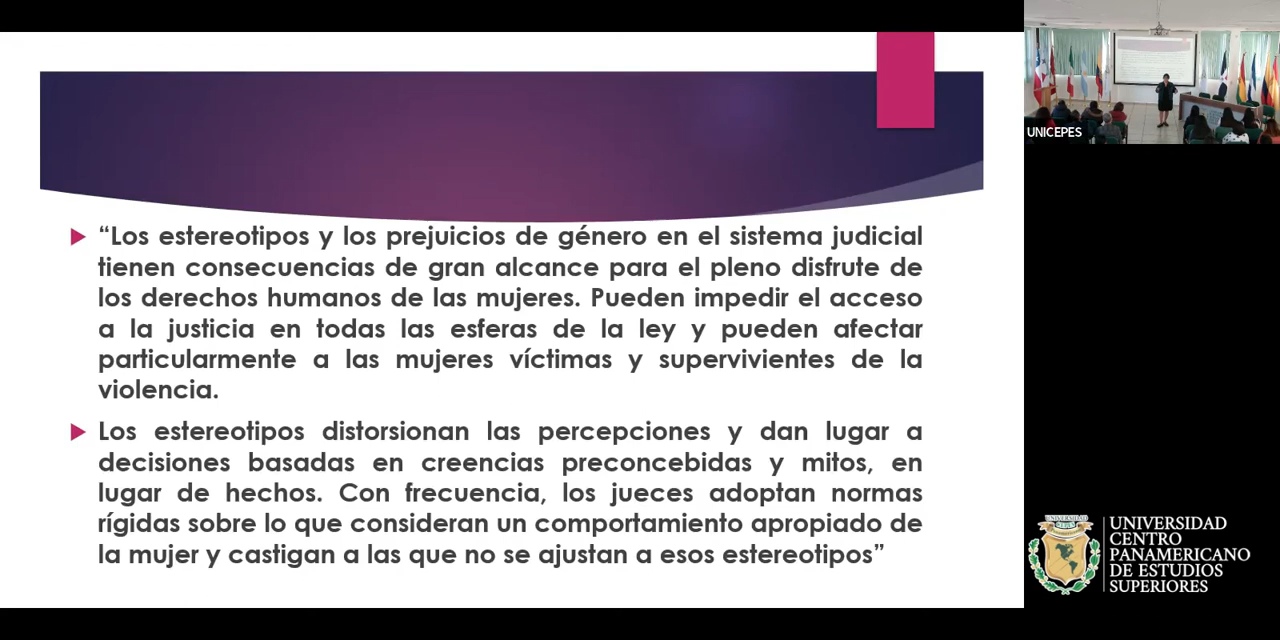 “Los estereotipos y los prejuicios de género en el sistema judicial
tienen consecuencias de gran alcance para el pleno disfrute de
los derechos humanos de las mujeres. Pueden impedir el acceso
a la justicia en todas las esferas de la ley y pueden afectar
particularmente a las mujeres víctimas y supervivientes de la
violencia.
Los estereotipos distorsionan las percepciones y dan lugar a
decisiones basadas en creencias preconcebidas y mitos, en
lugar de hechos. Con frecuencia, los jueces adoptan normas
rígidas sobre lo que consideran un comportamiento apropiado de
la mujer y castigan a las que no se ajustan a esos estereotipos”
UNICEPES
UNIVERSIDAD
CENTRO
PANAMERICANO
DE ESTUDIOS
SUPERIORES